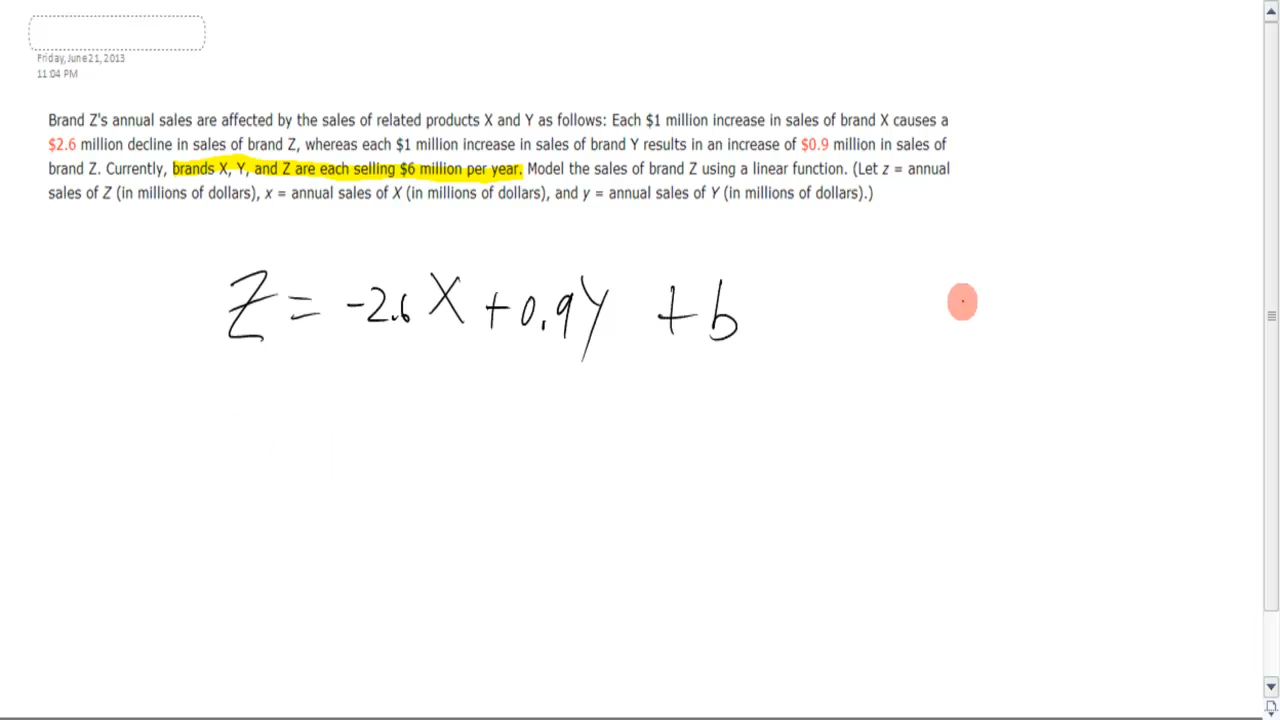 Friday, June 21, 2013
11:04 PM
Brand Z's annual sales are affected by the sales of related products X and Y as follows: Each $1 million increase in sales of brand X causes a
$2.6 million decline in sales of brand Z, whereas each $1 million increase in sales of brand Y results in an increase of $0.9 million in sales of
brand Z. Currently, brands X, Y, and Z are each selling $6 million per year. Model the sales of brand Z using a linear function. (Let z = annual
sales of Z (in millions of dollars), x = annual sales of X (in millions of dollars), and y = annual sales of Y (in millions of dollars).)
Z = -2.6 X + 0.9Y + b